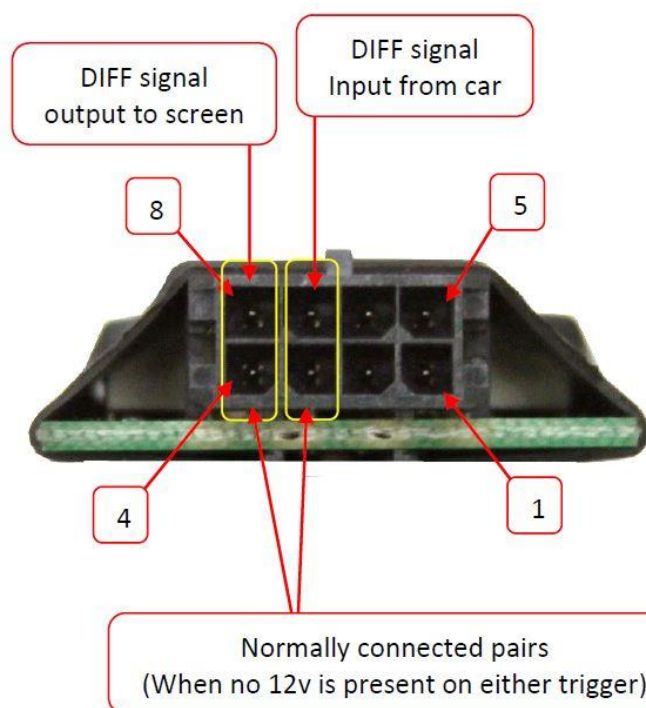 DIFF signal
output to screen
DIFF signal
Input from car
8
5
4
1
Normally connected pairs
(When no 12v is present on either trigger)